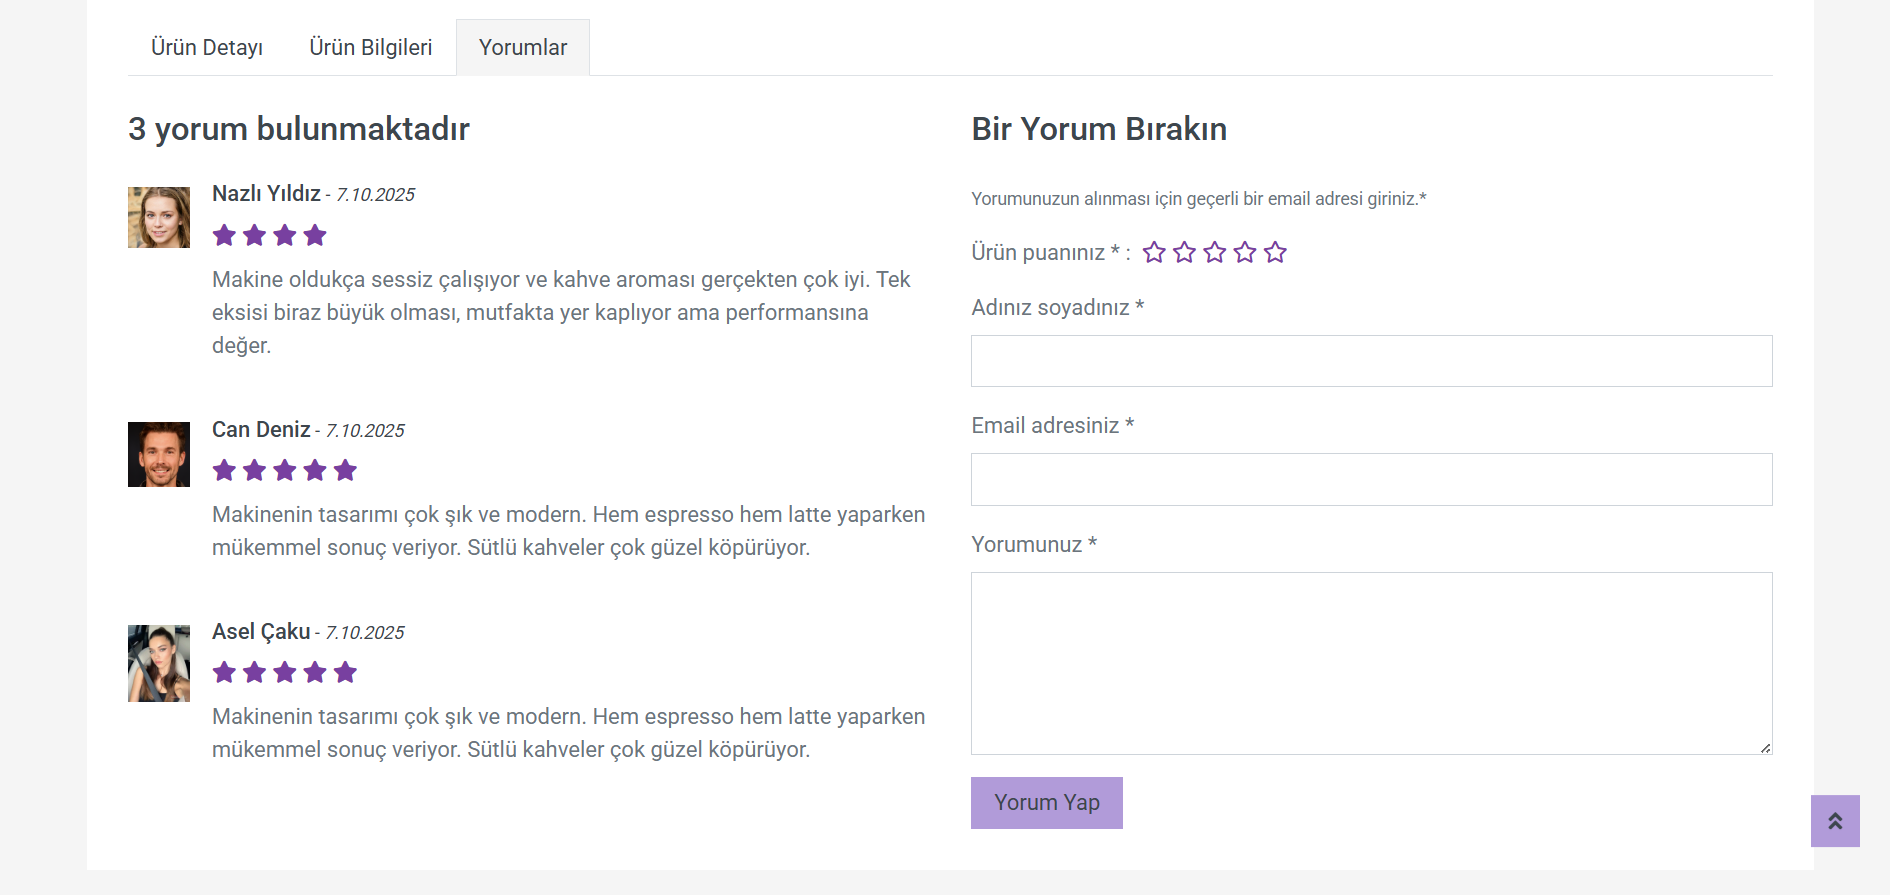 Ürün Detayı
Ürün Bilgileri
Yorumlar
3 yorum bulunmaktadır
Nazlı Yıldız - 7.10.2025
Makine oldukça sessiz çalışıyor ve kahve aroması gerçekten çok iyi. Tek
eksisi biraz büyük olması, mutfakta yer kaplıyor ama performansına
değer.
Can Deniz - 7.10.2025
Makinenin tasarımı çok şık ve modern. Hem espresso hem latte yaparken
mükemmel sonuç veriyor. Sütlü kahveler çok güzel köpürüyor.
Asel Çaku - 7.10.2025
Makinenin tasarımı çok şık ve modern. Hem espresso hem latte yaparken
mükemmel sonuç veriyor. Sütlü kahveler çok güzel köpürüyor.
Bir Yorum Bırakın
Yorumunuzun alınması için geçerli bir email adresi giriniz.*
Ürün puanınız * :
Adınız soyadınız *
Email adresiniz *
Yorumunuz *
Yorum Yap